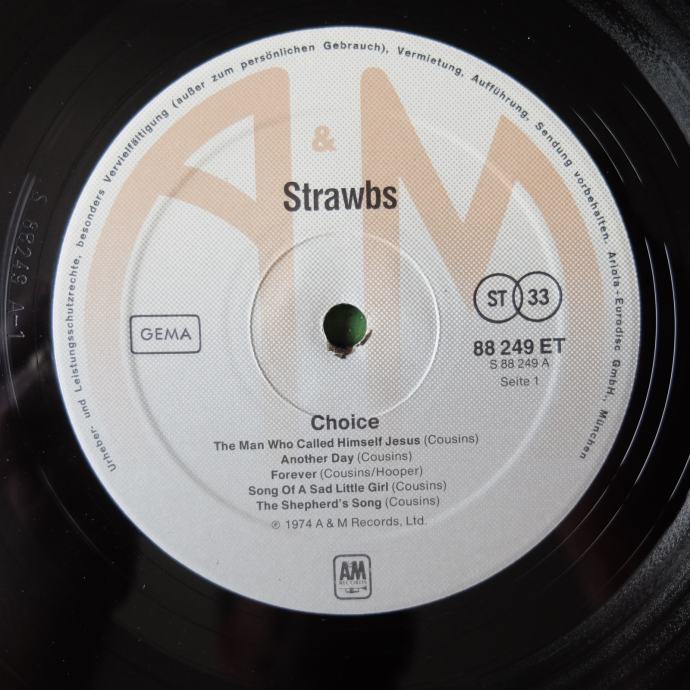 Urheber- und Leistungsschutzrechte, besonders Vervielfältigung (außer zum persönlichen Gebrauch), Vermietung, Aufführung, Sendung vorbehalten. Ariola-Eurodisc GmbH., München
A & M
Strawbs
ST 33
GEMA
88 249 ET
S 88 249 A
Seite 1
Choice
The Man Who Called Himself Jesus (Cousins)
Another Day (Cousins)
Forever (Cousins/Hooper)
Song Of A Sad Little Girl (Cousins)
The Shepherd's Song (Cousins)
℗ 1974 A & M Records, Ltd.
AM
RECORDS
S 88249 A-1